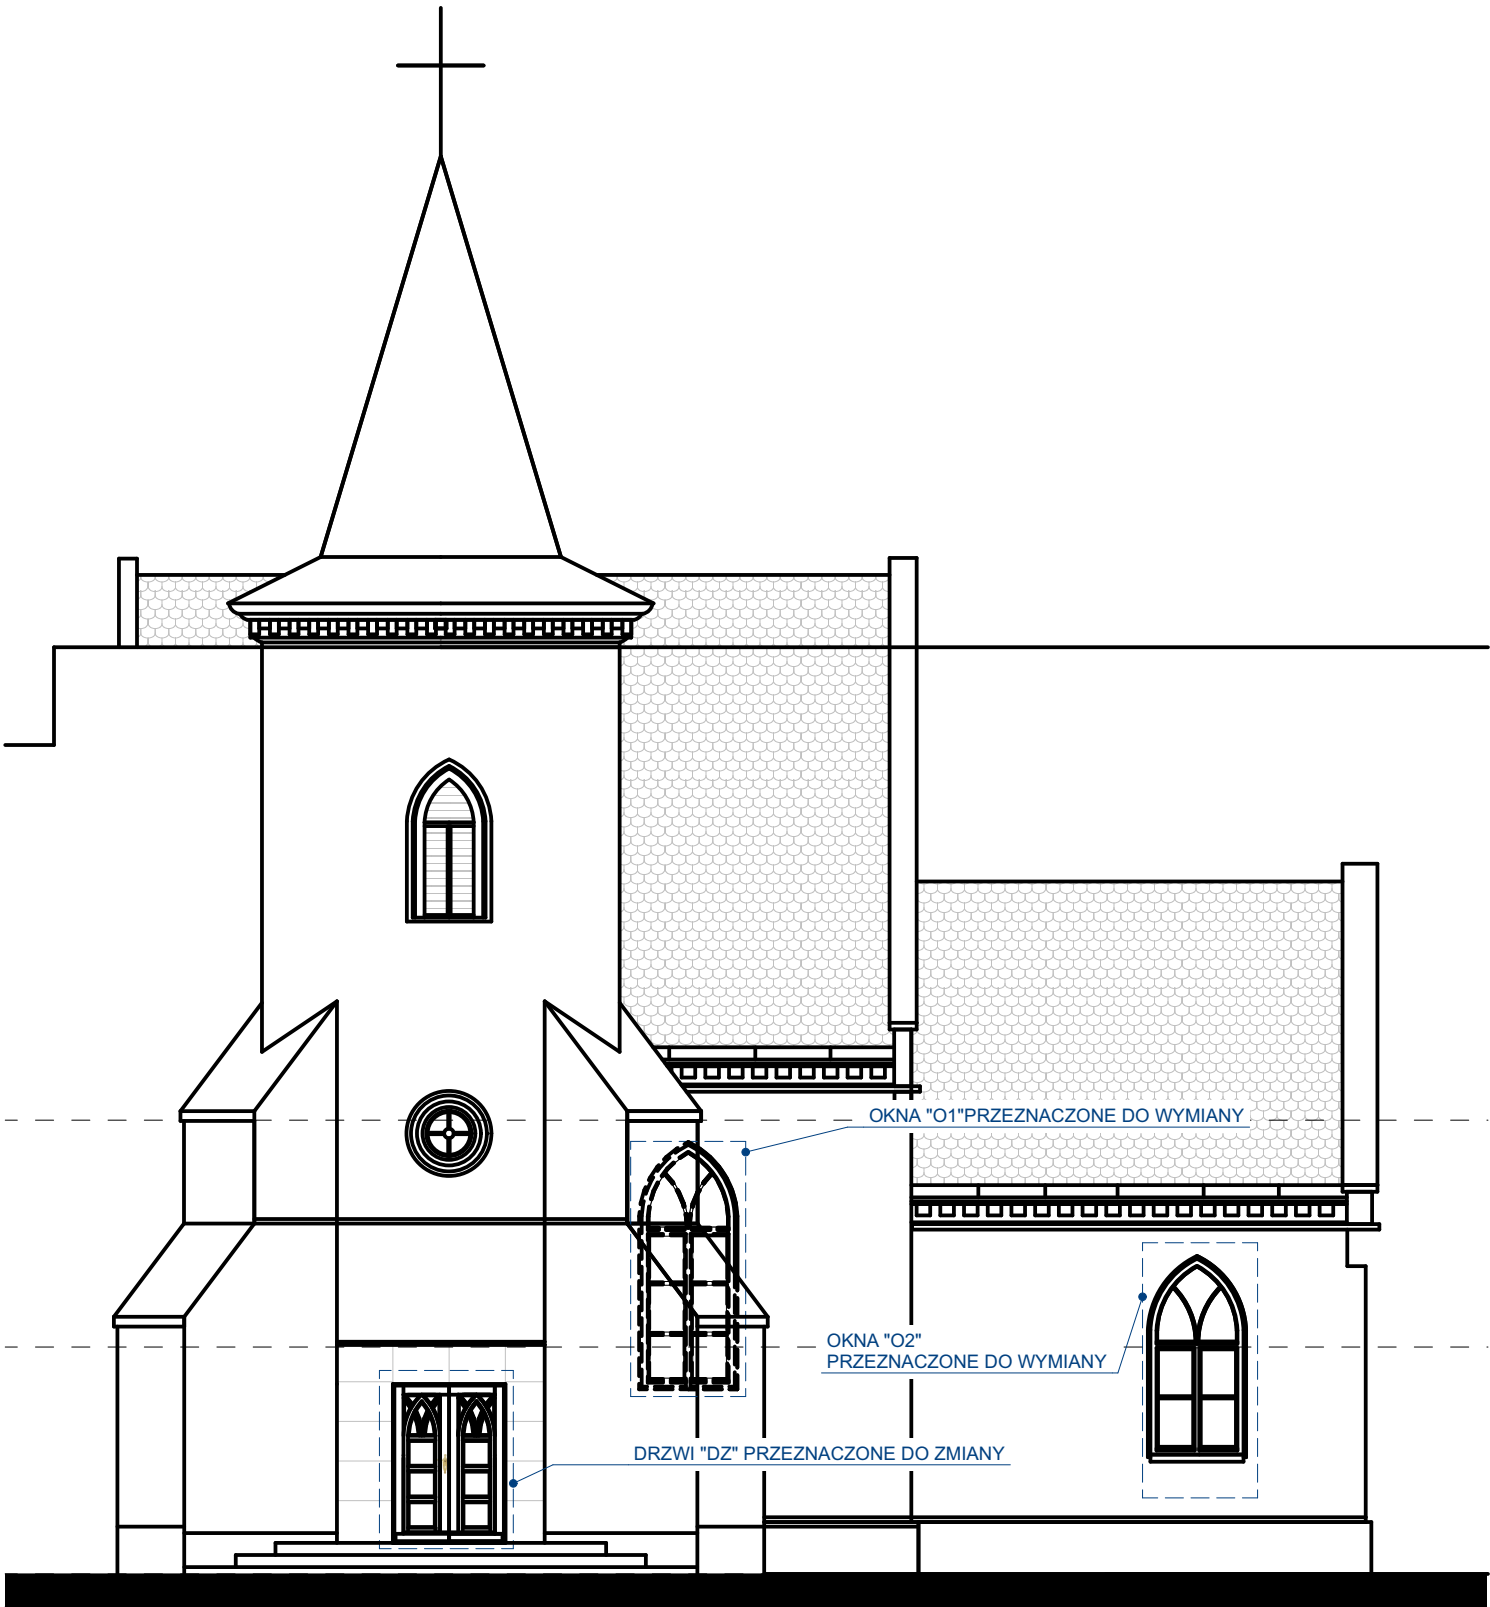 OKNA "O1"PRZEZNACZONE DO WYMIANY
OKNA "O2"
PRZEZNACZONE DO WYMIANY
DRZWI "DZ" PRZEZNACZONE DO ZMIANY